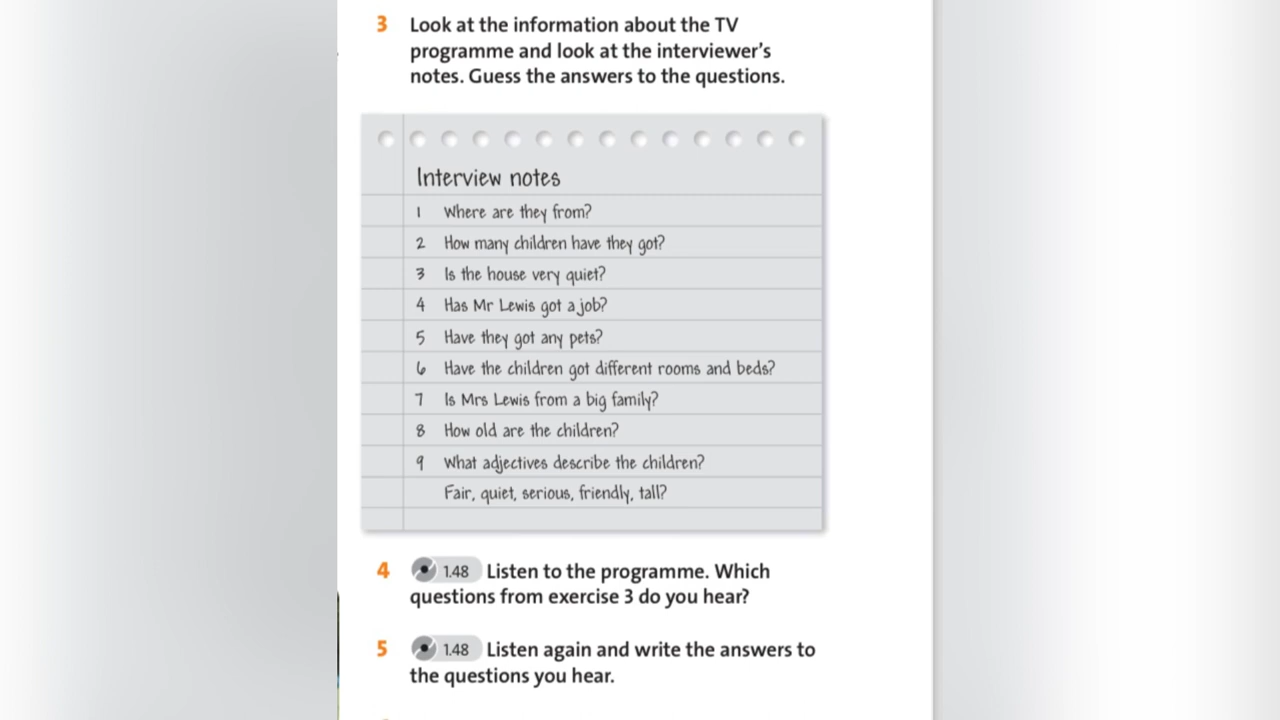 3 Look at the information about the TV
programme and look at the interviewer's
notes. Guess the answers to the questions.
Interview notes
1 Where are they from?
2 How many children have they got?
3 Is the house very quiet?
4 Has Mr Lewis got a job?
5 Have they got any pets?
6 Have the children got different rooms and beds?
7 Is Mrs Lewis from a big family?
8 How old are the children?
9 What adjectives describe the children?
Fair, quiet, serious, friendly, tall?
4 1.48 Listen to the programme. Which
questions from exercise 3 do you hear?
5 1.48 Listen again and write the answers to
the questions you hear.